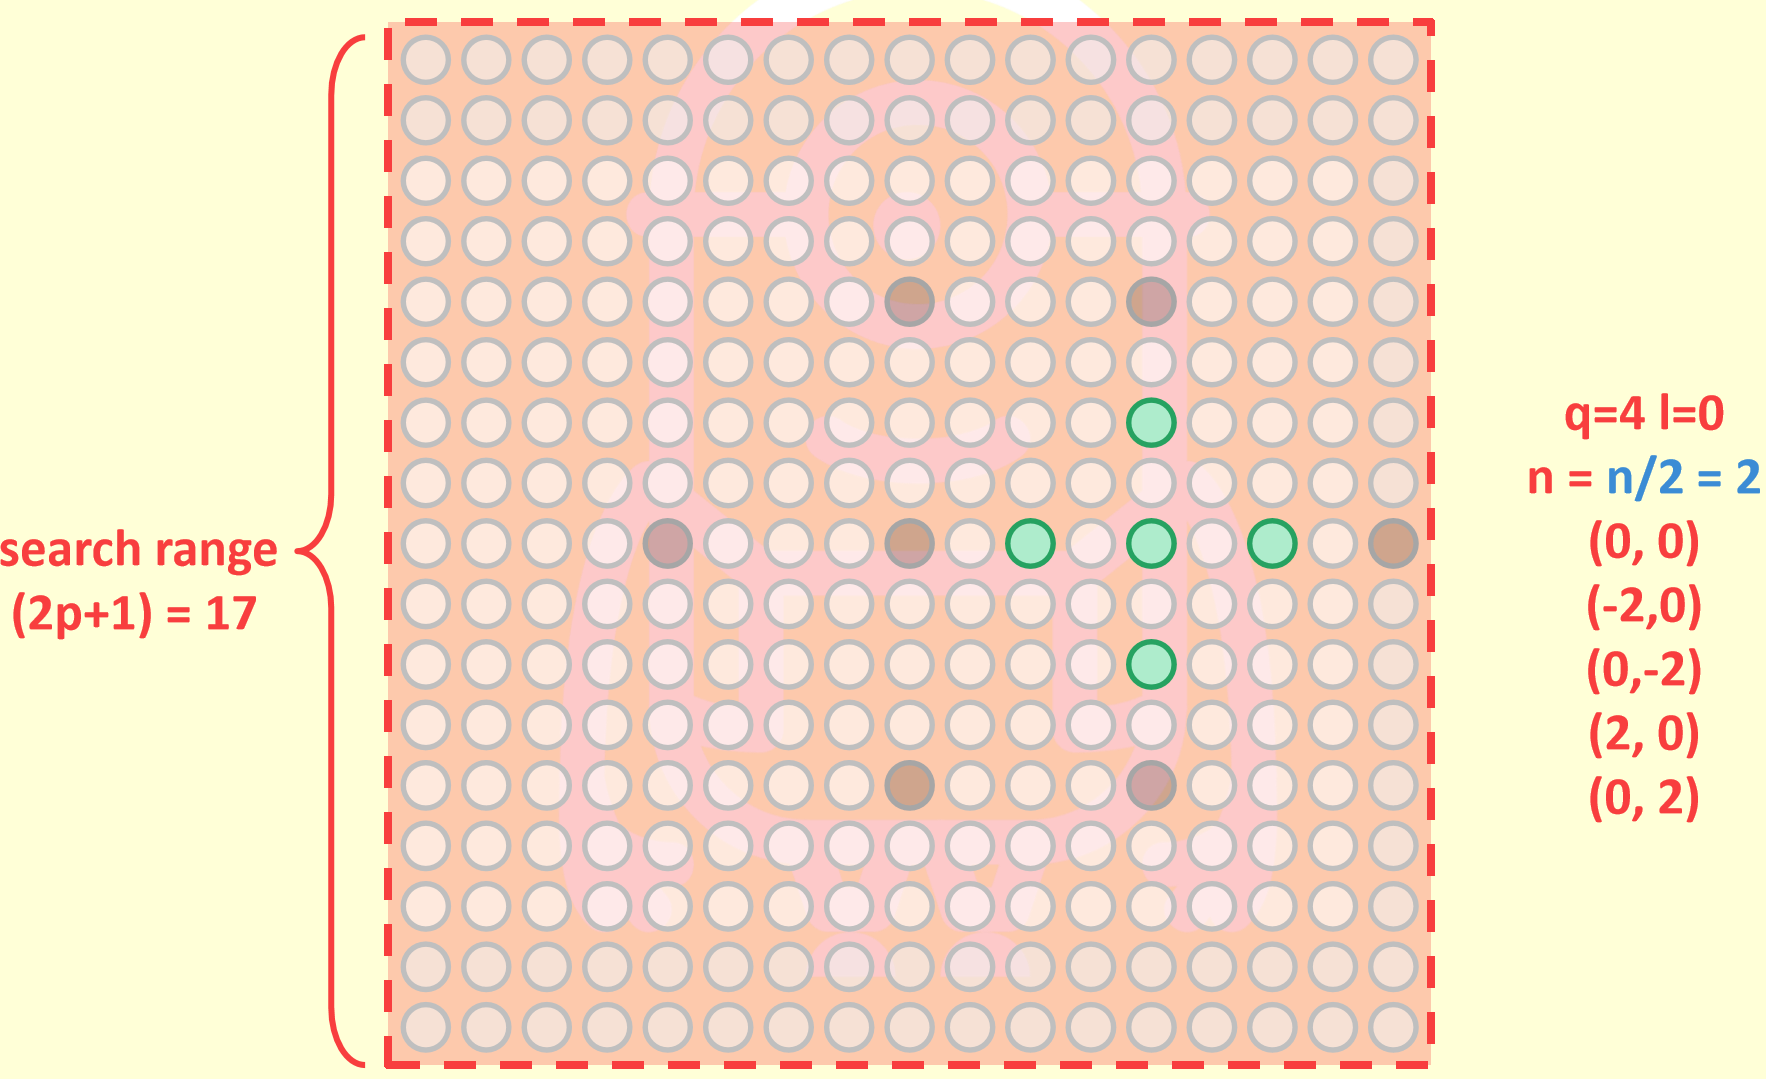 search range
(2p+1) = 17
q=4 l=0
n = n/2 = 2
(0, 0)
(-2,0)
(0,-2)
(2, 0)
(0, 2)